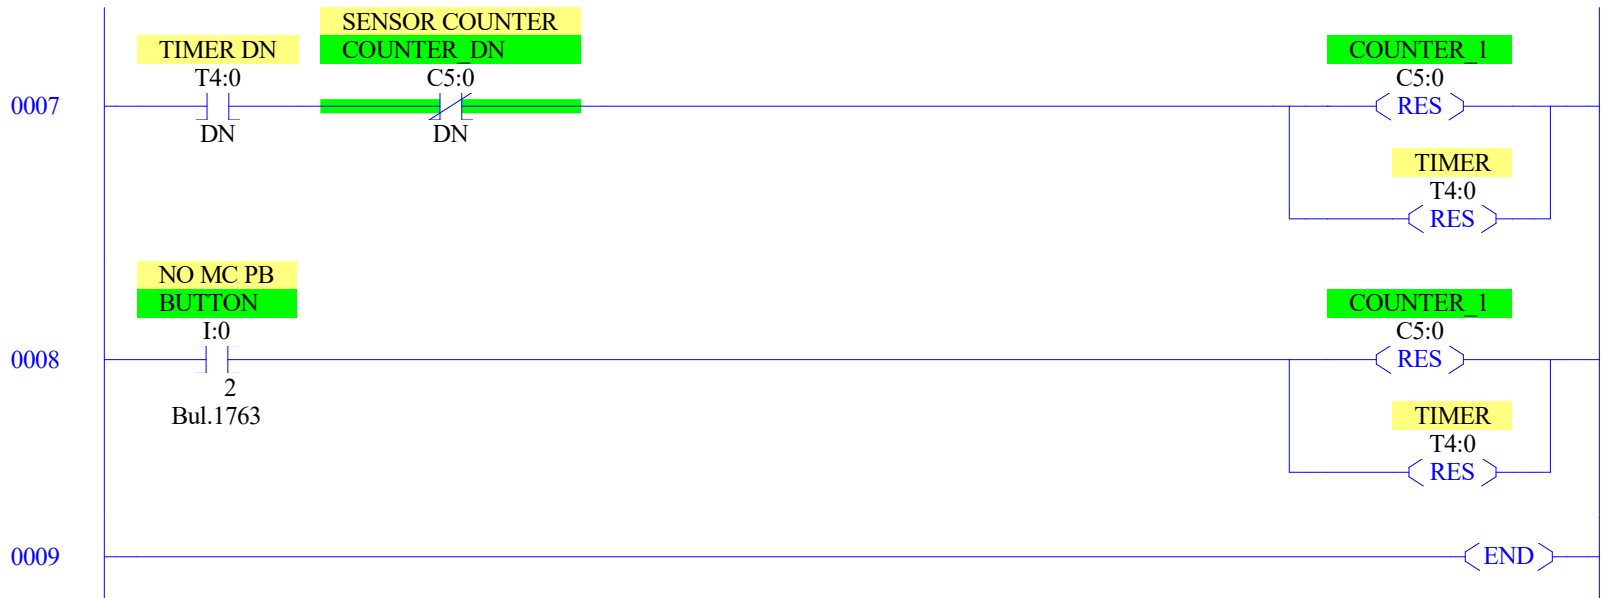 SENSOR COUNTER
TIMER DN COUNTER_DN COUNTER_1
T4:0 C5:0 C5:0
0007 RES
DN DN
TIMER
T4:0
RES
NO MC PB
BUTTON COUNTER_1
I:0 C5:0
0008 RES
2
Bul.1763 TIMER
T4:0
RES
0009 END